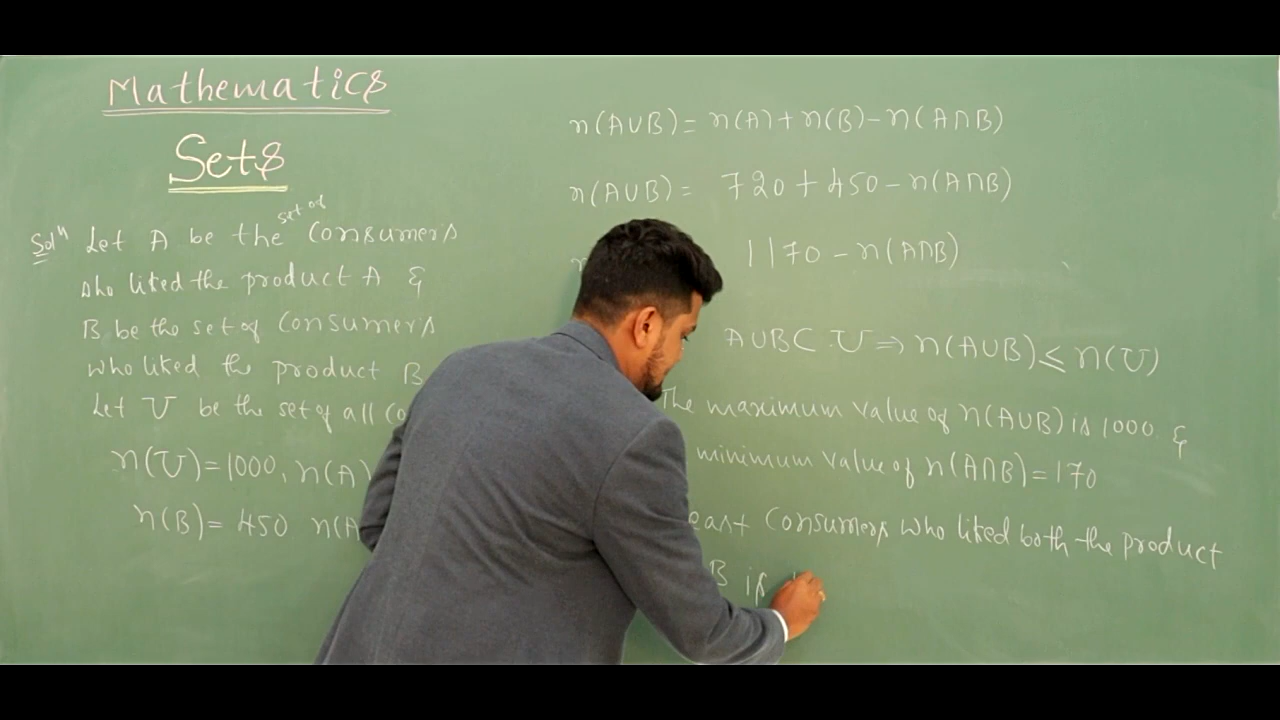 Mathematics
Sets
Solⁿ Let A be the set of Consumers
who liked the product A &
B be the set of Consumers
who liked the product B
Let U be the set of all
n(U)=1000, n(A)
n(B)= 450 n(A
n(A∪B)= n(A)+n(B)-n(A∩B)
n(A∪B)= 720+450-n(A∩B)
1170-n(A∩B)
A∪B⊂U⇒n(A∪B)≤n(U)
The maximum value of n(A∪B) is 1000 &
minimum value of n(A∩B)=170
Consumers who liked both the product
B is